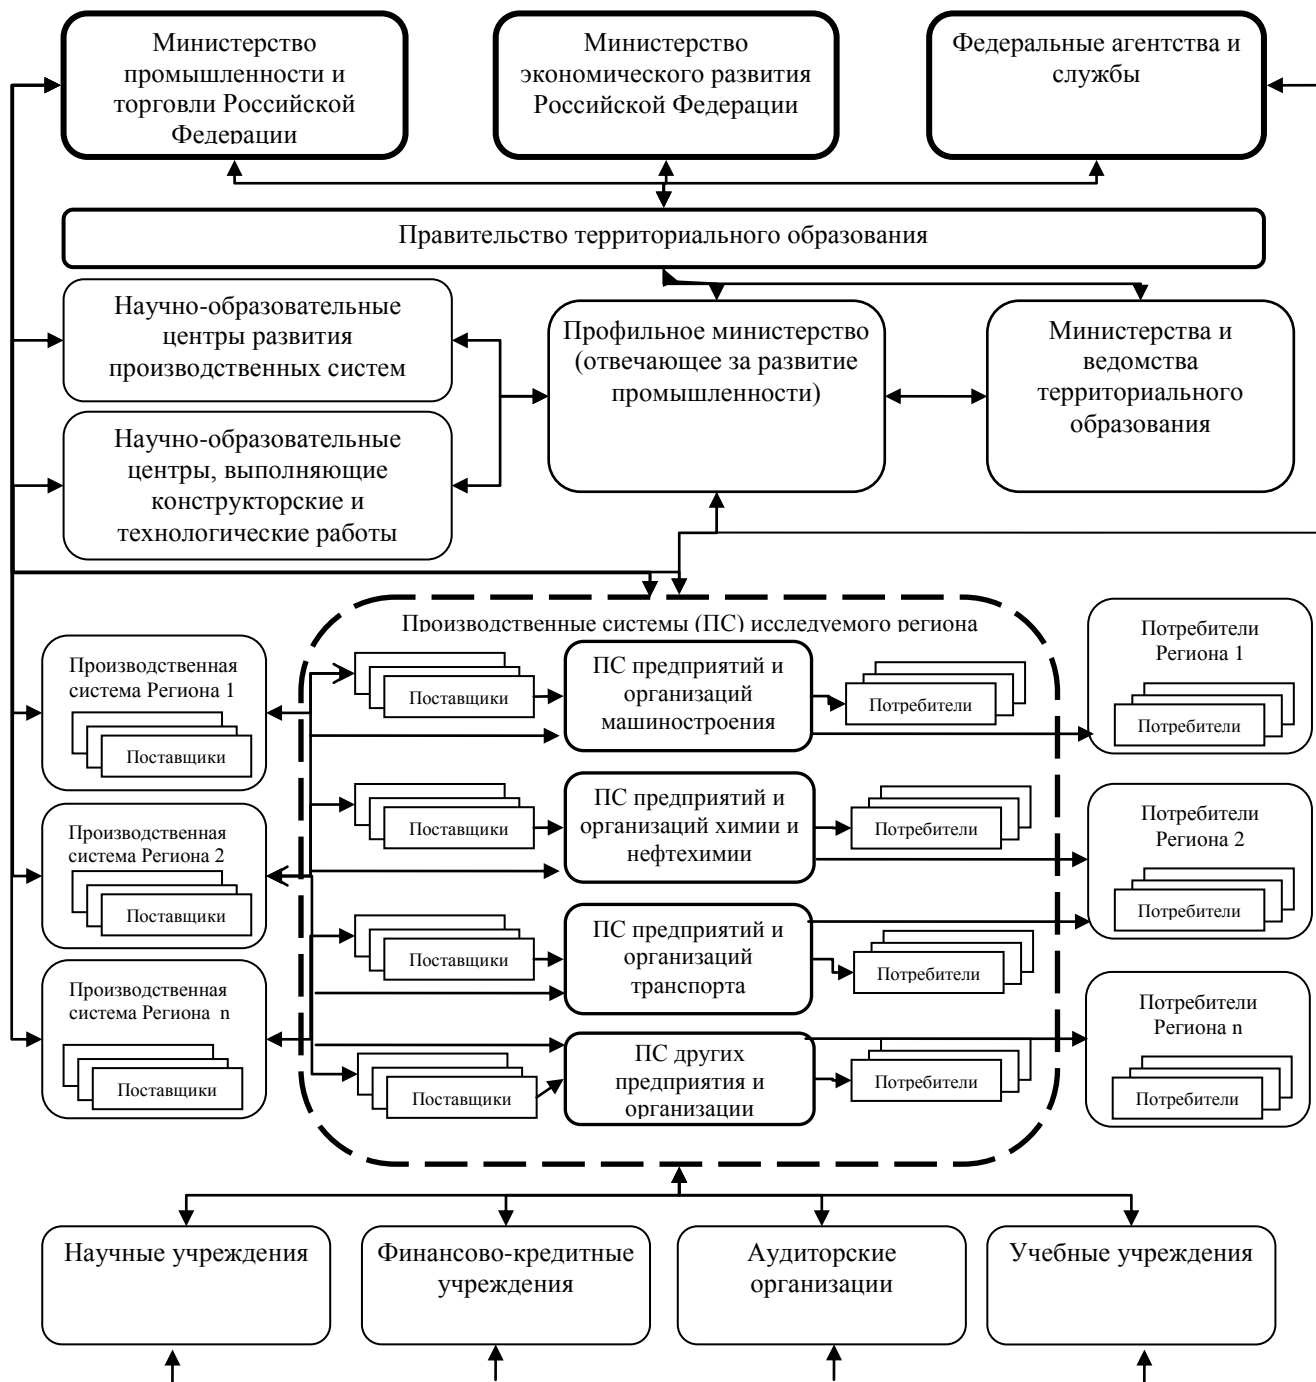 Министерство
промышленности и
торговли Российской
Федерации
Министерство
экономического развития
Российской Федерации
Федеральные агентства и
службы
Правительство территориального образования
Научно-образовательные
центры развития
производственных систем
Профильное министерство
(отвечающее за развитие
промышленности)
Министерства и
ведомства
территориального
образования
Научно-образовательные
центры, выполняющие
конструкторские и
технологические работы
Производственные системы (ПС) исследуемого региона
Производственная
система Региона 1
Поставщики
Поставщики
ПС предприятий и
организаций
машиностроения
Потребители
Потребители
Региона 1
Потребители
Производственная
система Региона 2
Поставщики
Поставщики
ПС предприятий и
организаций химии и
нефтехимии
Потребители
Потребители
Региона 2
Потребители
Поставщики
ПС предприятий и
организаций
транспорта
Потребители
Производственная
система Региона n
Поставщики
Поставщики
ПС других
предприятия и
организации
Потребители
Потребители
Региона n
Потребители
Научные учреждения
Финансово-кредитные
учреждения
Аудиторские
организации
Учебные учреждения